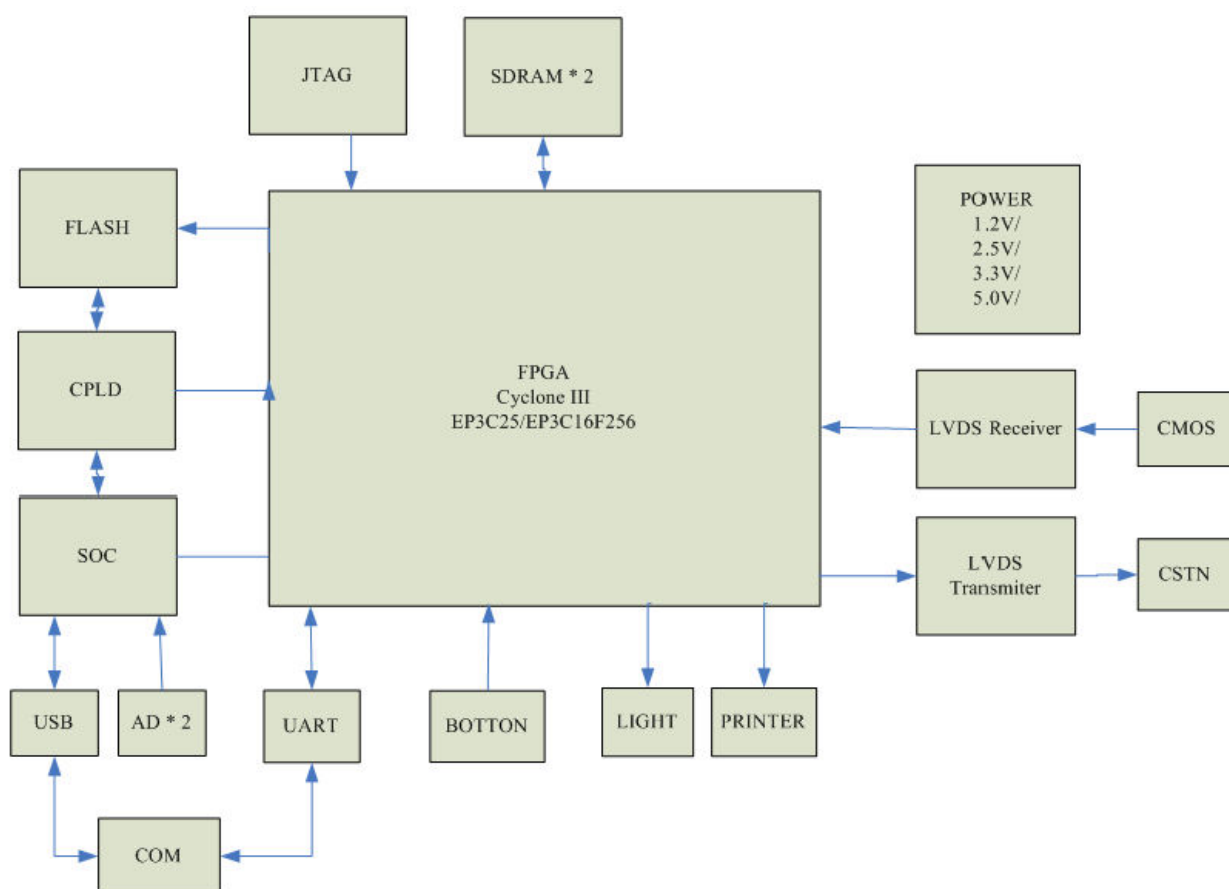 JTAG
SDRAM * 2
FLASH
POWER
1.2V/
2.5V/
3.3V/
5.0V/
CPLD
FPGA
Cyclone III
EP3C25/EP3C16F256
LVDS Receiver
CMOS
SOC
LVDS
Transmiter
CSTN
USB
AD * 2
UART
BOTTON
LIGHT
PRINTER
COM